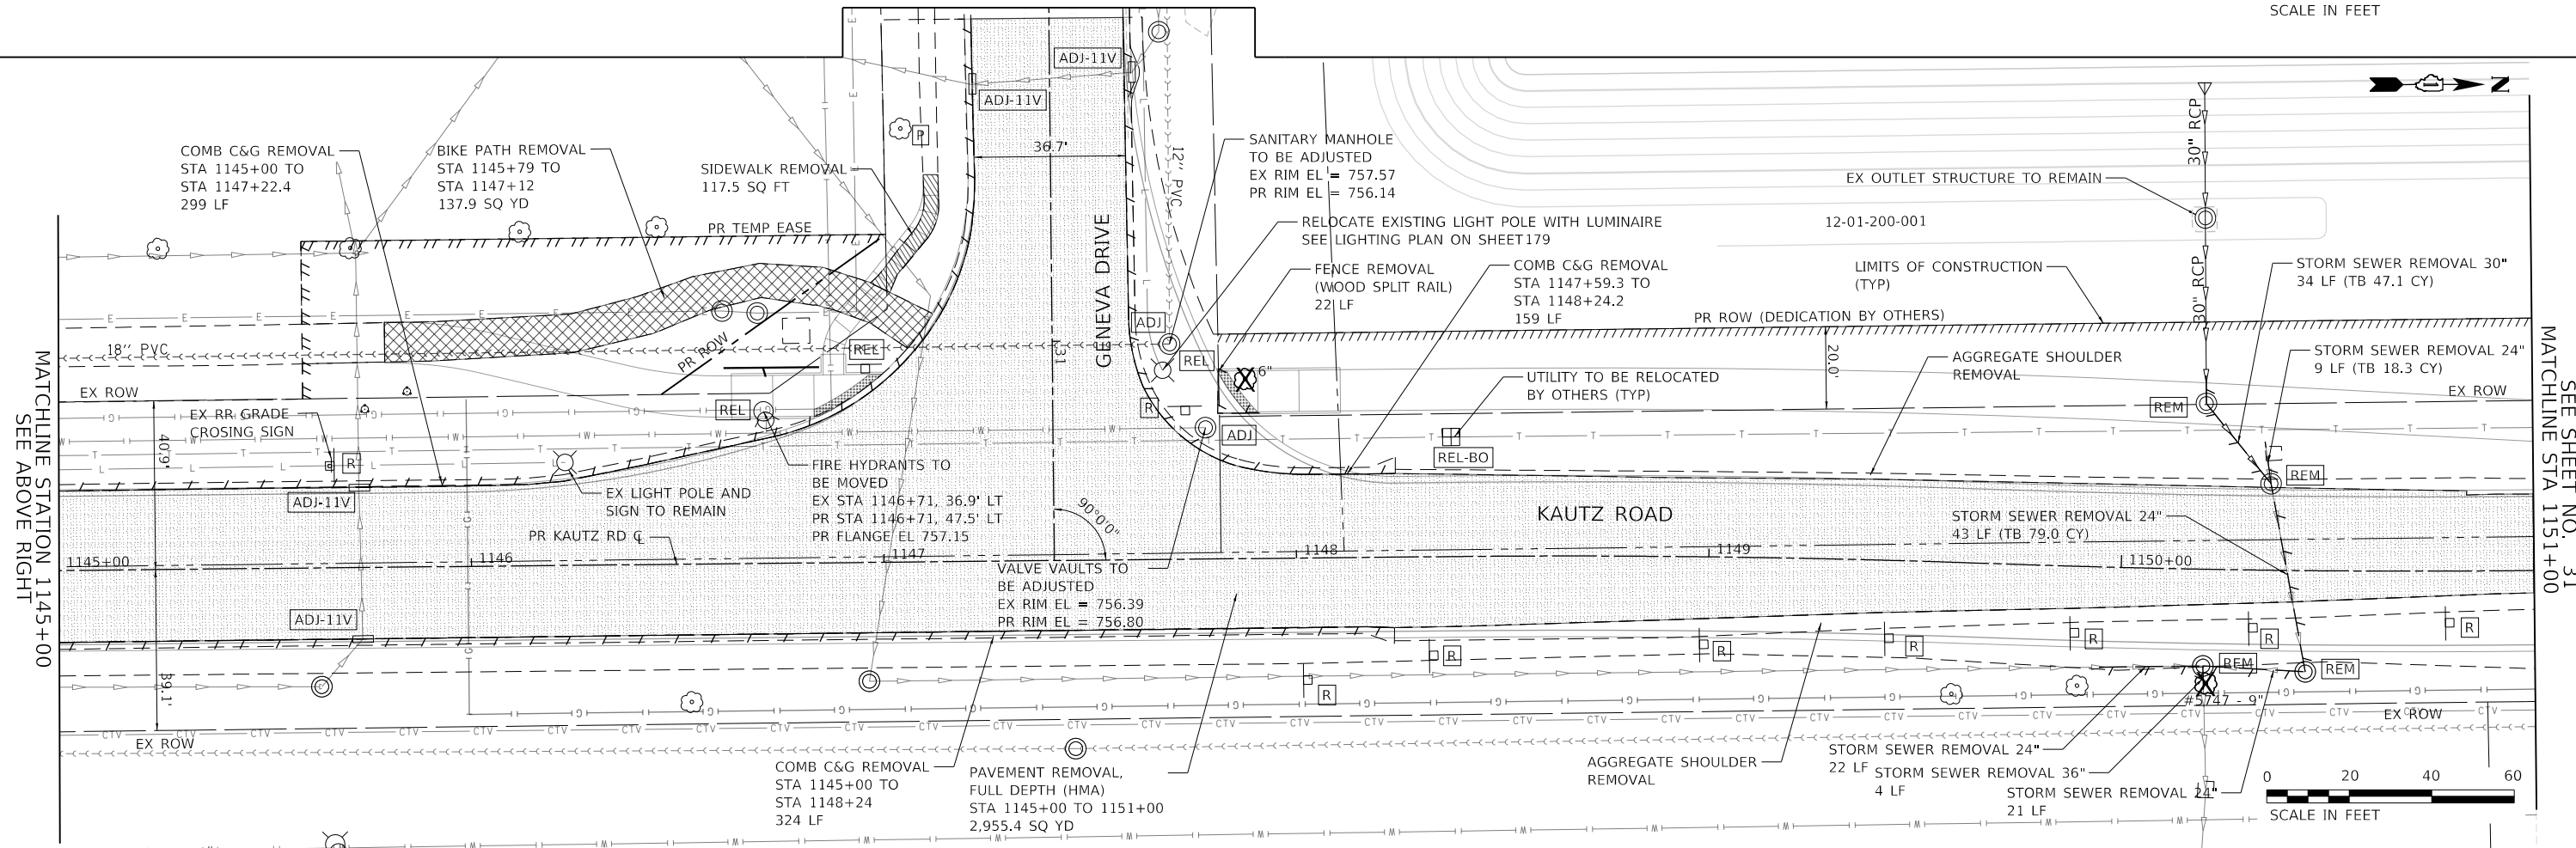 SCALE IN FEET
ADJ-11V
ADJ-11V
N
COMB C&G REMOVAL
STA 1145+00 TO
STA 1147+22.4
299 LF
BIKE PATH REMOVAL
STA 1145+79 TO
STA 1147+12
137.9 SQ YD
SIDEWALK REMOVAL
117.5 SQ FT
P
36.7'
12" PVC
SANITARY MANHOLE
TO BE ADJUSTED
EX RIM EL = 757.57
PR RIM EL = 756.14
30" RCP
EX OUTLET STRUCTURE TO REMAIN
PR TEMP EASE
RELOCATE EXISTING LIGHT POLE WITH LUMINAIRE
SEE LIGHTING PLAN ON SHEET179
12-01-200-001
FENCE REMOVAL
(WOOD SPLIT RAIL)
22 LF
COMB C&G REMOVAL
STA 1147+59.3 TO
STA 1148+24.2
159 LF
LIMITS OF CONSTRUCTION
(TYP)
30" RCP
STORM SEWER REMOVAL 30"
34 LF (TB 47.1 CY)
GENEVA DRIVE
31
ADJ
PR ROW (DEDICATION BY OTHERS)
18'' PVC
PR ROW
REL
REL
6"
20.0'
AGGREGATE SHOULDER
REMOVAL
STORM SEWER REMOVAL 24"
9 LF (TB 18.3 CY)
UTILITY TO BE RELOCATED
BY OTHERS (TYP)
EX ROW
EX ROW
MATCHLINE STATION 1145+00
SEE ABOVE RIGHT
SEE SHEET NO. 31
MATCHLINE STA 1151+00
EX RR GRADE
CROSING SIGN
R
40.9'
REL
R
ADJ
REM
REL-BO
REM
ADJ-11V
FIRE HYDRANTS TO
BE MOVED
EX STA 1146+71, 36.9' LT
PR STA 1146+71, 47.5' LT
PR FLANGE EL 757.15
EX LIGHT POLE AND
SIGN TO REMAIN
90°0'0"
KAUTZ ROAD
STORM SEWER REMOVAL 24"
43 LF (TB 79.0 CY)
PR KAUTZ RD ℄
1145+00
1146
1147
1148
1149
1150+00
VALVE VAULTS TO
BE ADJUSTED
EX RIM EL = 756.39
PR RIM EL = 756.80
ADJ-11V
39.1'
R
R
R
R
R
R
R
REM
REM
#5747 - 9"
EX ROW
EX ROW
COMB C&G REMOVAL
STA 1145+00 TO
STA 1148+24
324 LF
PAVEMENT REMOVAL,
FULL DEPTH (HMA)
STA 1145+00 TO 1151+00
2,955.4 SQ YD
AGGREGATE SHOULDER
REMOVAL
STORM SEWER REMOVAL 24"
22 LF
STORM SEWER REMOVAL 36"
4 LF
STORM SEWER REMOVAL 24"
21 LF
0 20 40 60
SCALE IN FEET